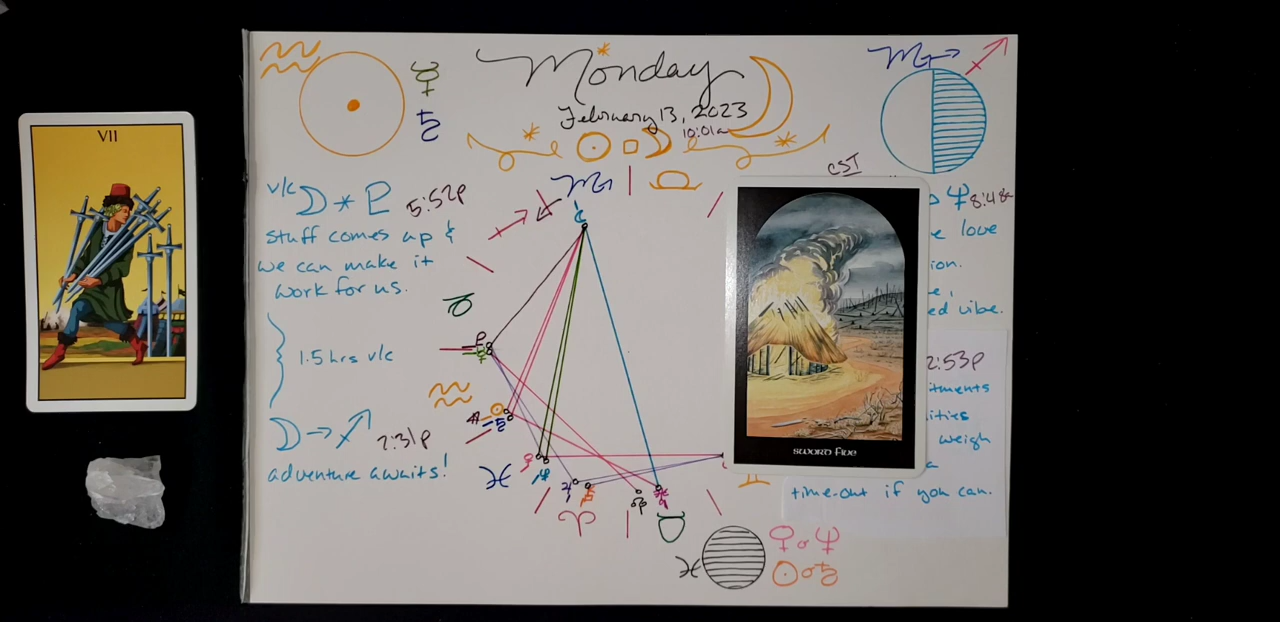 VII
Monday
February 13, 2023
10:01a
CST
v/c ☽ ✶ ♇ 5:52p
stuff comes up &
we can make it
work for us.
1.5 hrs v/c
☽ → ♐ 7:31p
adventure awaits!
♆ 8:48a
e love
ion.
e,
ed vibe.
2:53p
itments
ities
weigh
a
time-out if you can.
sword five
♓ ♀ ☌ ♆
☉ ☌ ♄